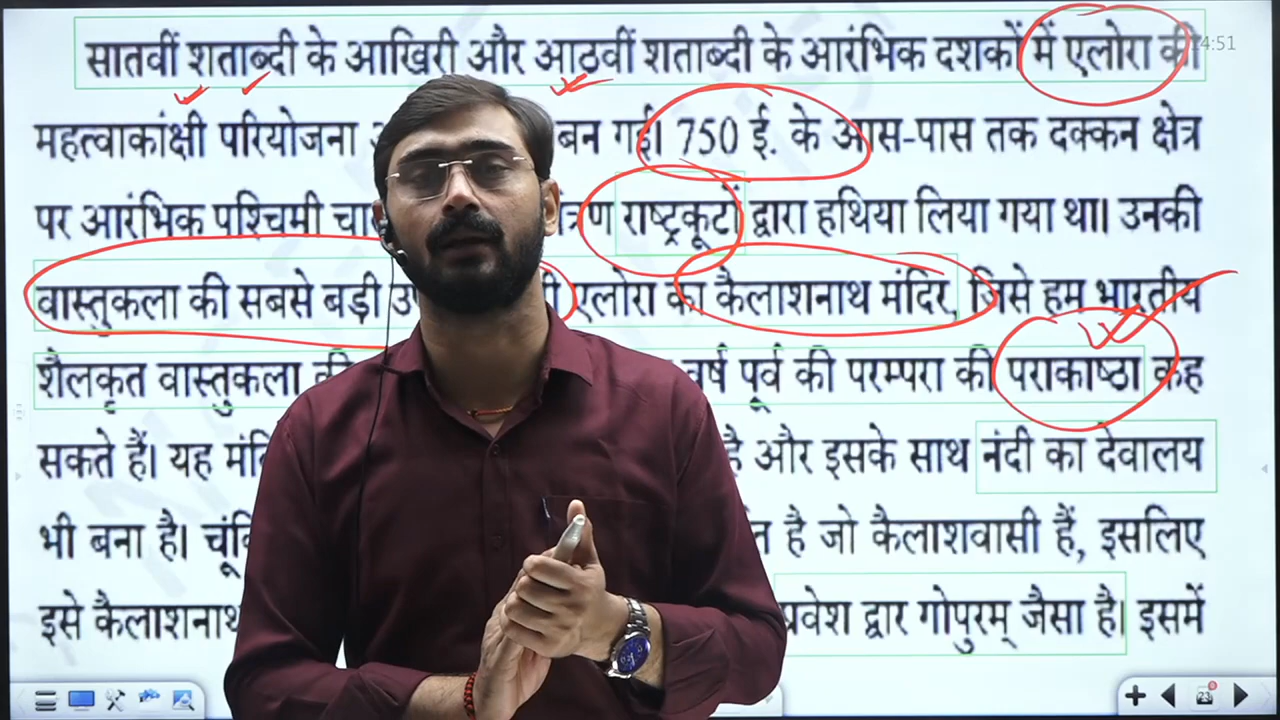 सातवीं शताब्दी के आखिरी और आठवीं शताब्दी के आरंभिक दशकों में एलोरा की
महत्वाकांक्षी परियोजना बन गई। 750 ई. के आस-पास तक दक्कन क्षेत्र
पर आरंभिक पश्चिमी राष्ट्रकूटों द्वारा हथिया लिया गया था। उनकी
वास्तुकला की सबसे बड़ी एलोरा का कैलाशनाथ मंदिर, जिसे हम भारतीय
शैलकृत वास्तुकला वर्ष पूर्व की परम्परा की पराकाष्ठा कह
सकते हैं। यह है और इसके साथ नंदी का देवालय
भी बना है। है जो कैलाशवासी हैं, इसलिए
इसे प्रवेश द्वार गोपुरम् जैसा है। इसमें
23